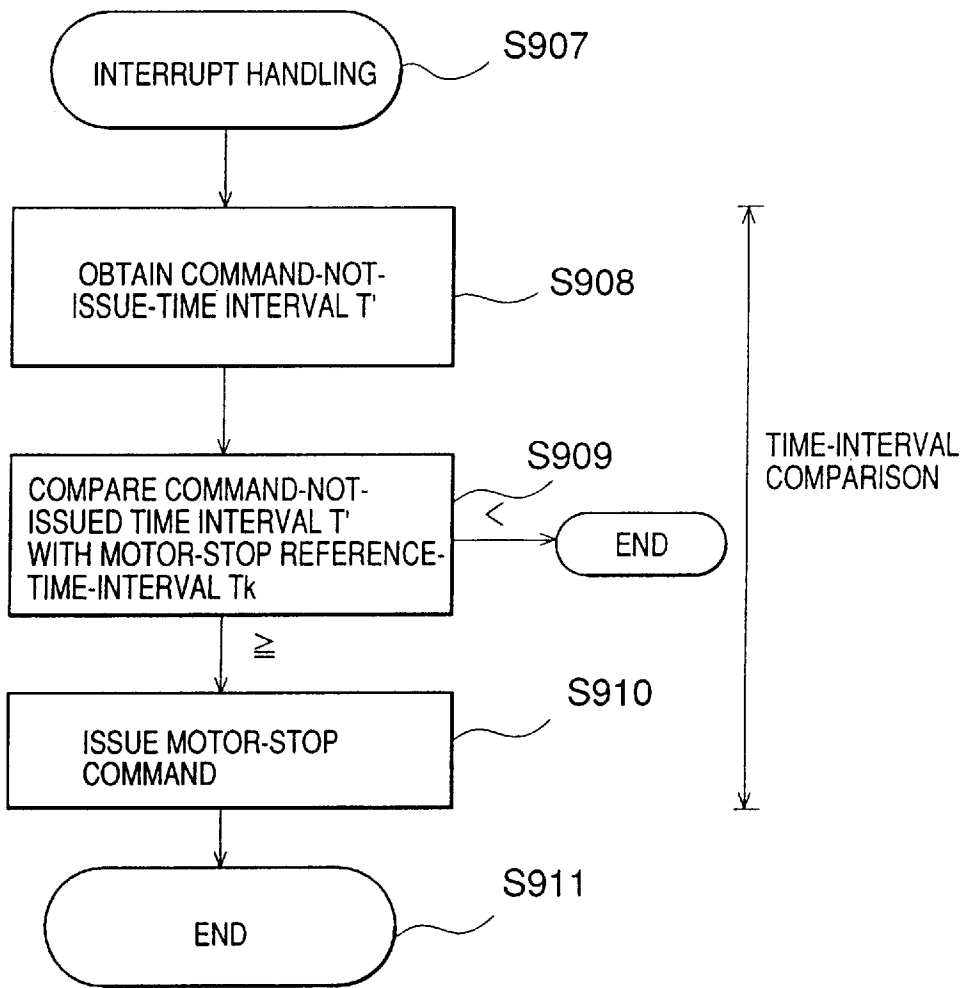 INTERRUPT HANDLING
S907
OBTAIN COMMAND-NOT-
ISSUE-TIME INTERVAL T'
S908
S909
COMPARE COMMAND-NOT-
ISSUED TIME INTERVAL T'
WITH MOTOR-STOP REFERENCE-
TIME-INTERVAL Tk
<
END
TIME-INTERVAL
COMPARISON
≧
S910
ISSUE MOTOR-STOP
COMMAND
S911
END